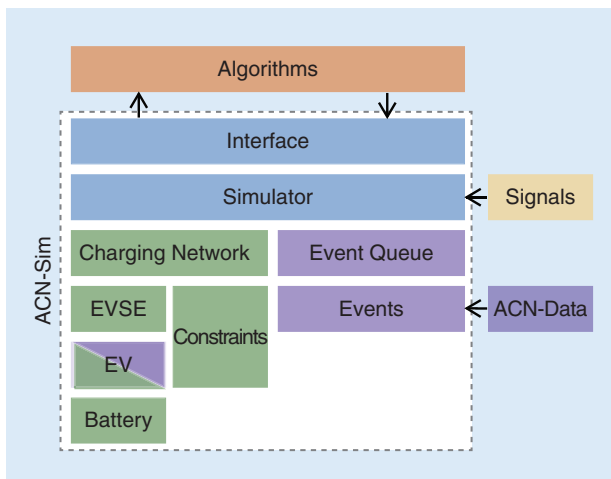 Algorithms
Interface
Simulator
Signals
Charging Network
Event Queue
EVSE
Constraints
Events
ACN-Data
EV
Battery
ACN-Sim